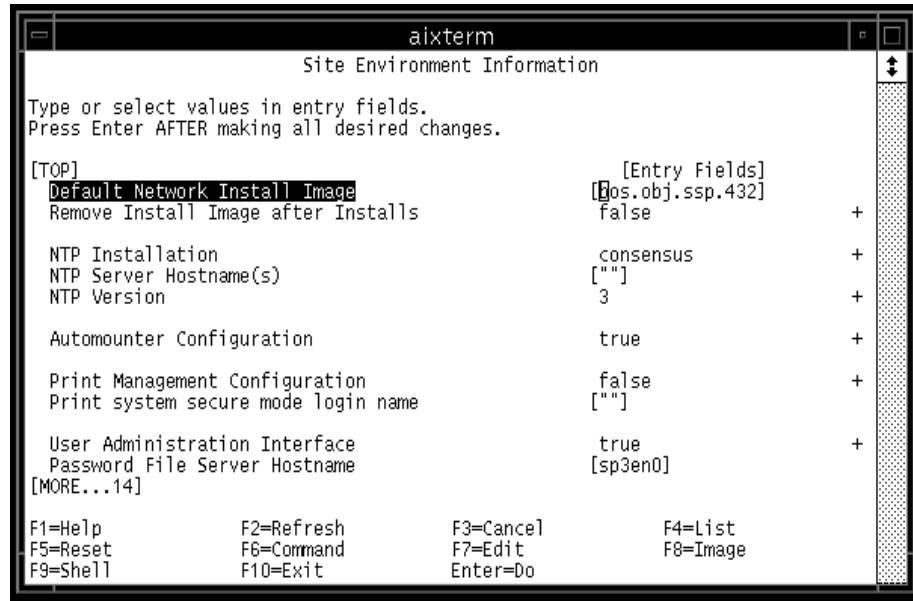 aixterm
Site Environment Information
Type or select values in entry fields.
Press Enter AFTER making all desired changes.
[TOP] [Entry Fields]
Default Network Install Image [bos.obj.ssp.432]
Remove Install Image after Installs false +
NTP Installation consensus +
NTP Server Hostname(s) [""]
NTP Version 3 +
Automounter Configuration true +
Print Management Configuration false +
Print system secure mode login name [""]
User Administration Interface true +
Password File Server Hostname [sp3en0]
[MORE...14]
F1=Help F2=Refresh F3=Cancel F4=List
F5=Reset F6=Command F7=Edit F8=Image
F9=Shell F10=Exit Enter=Do